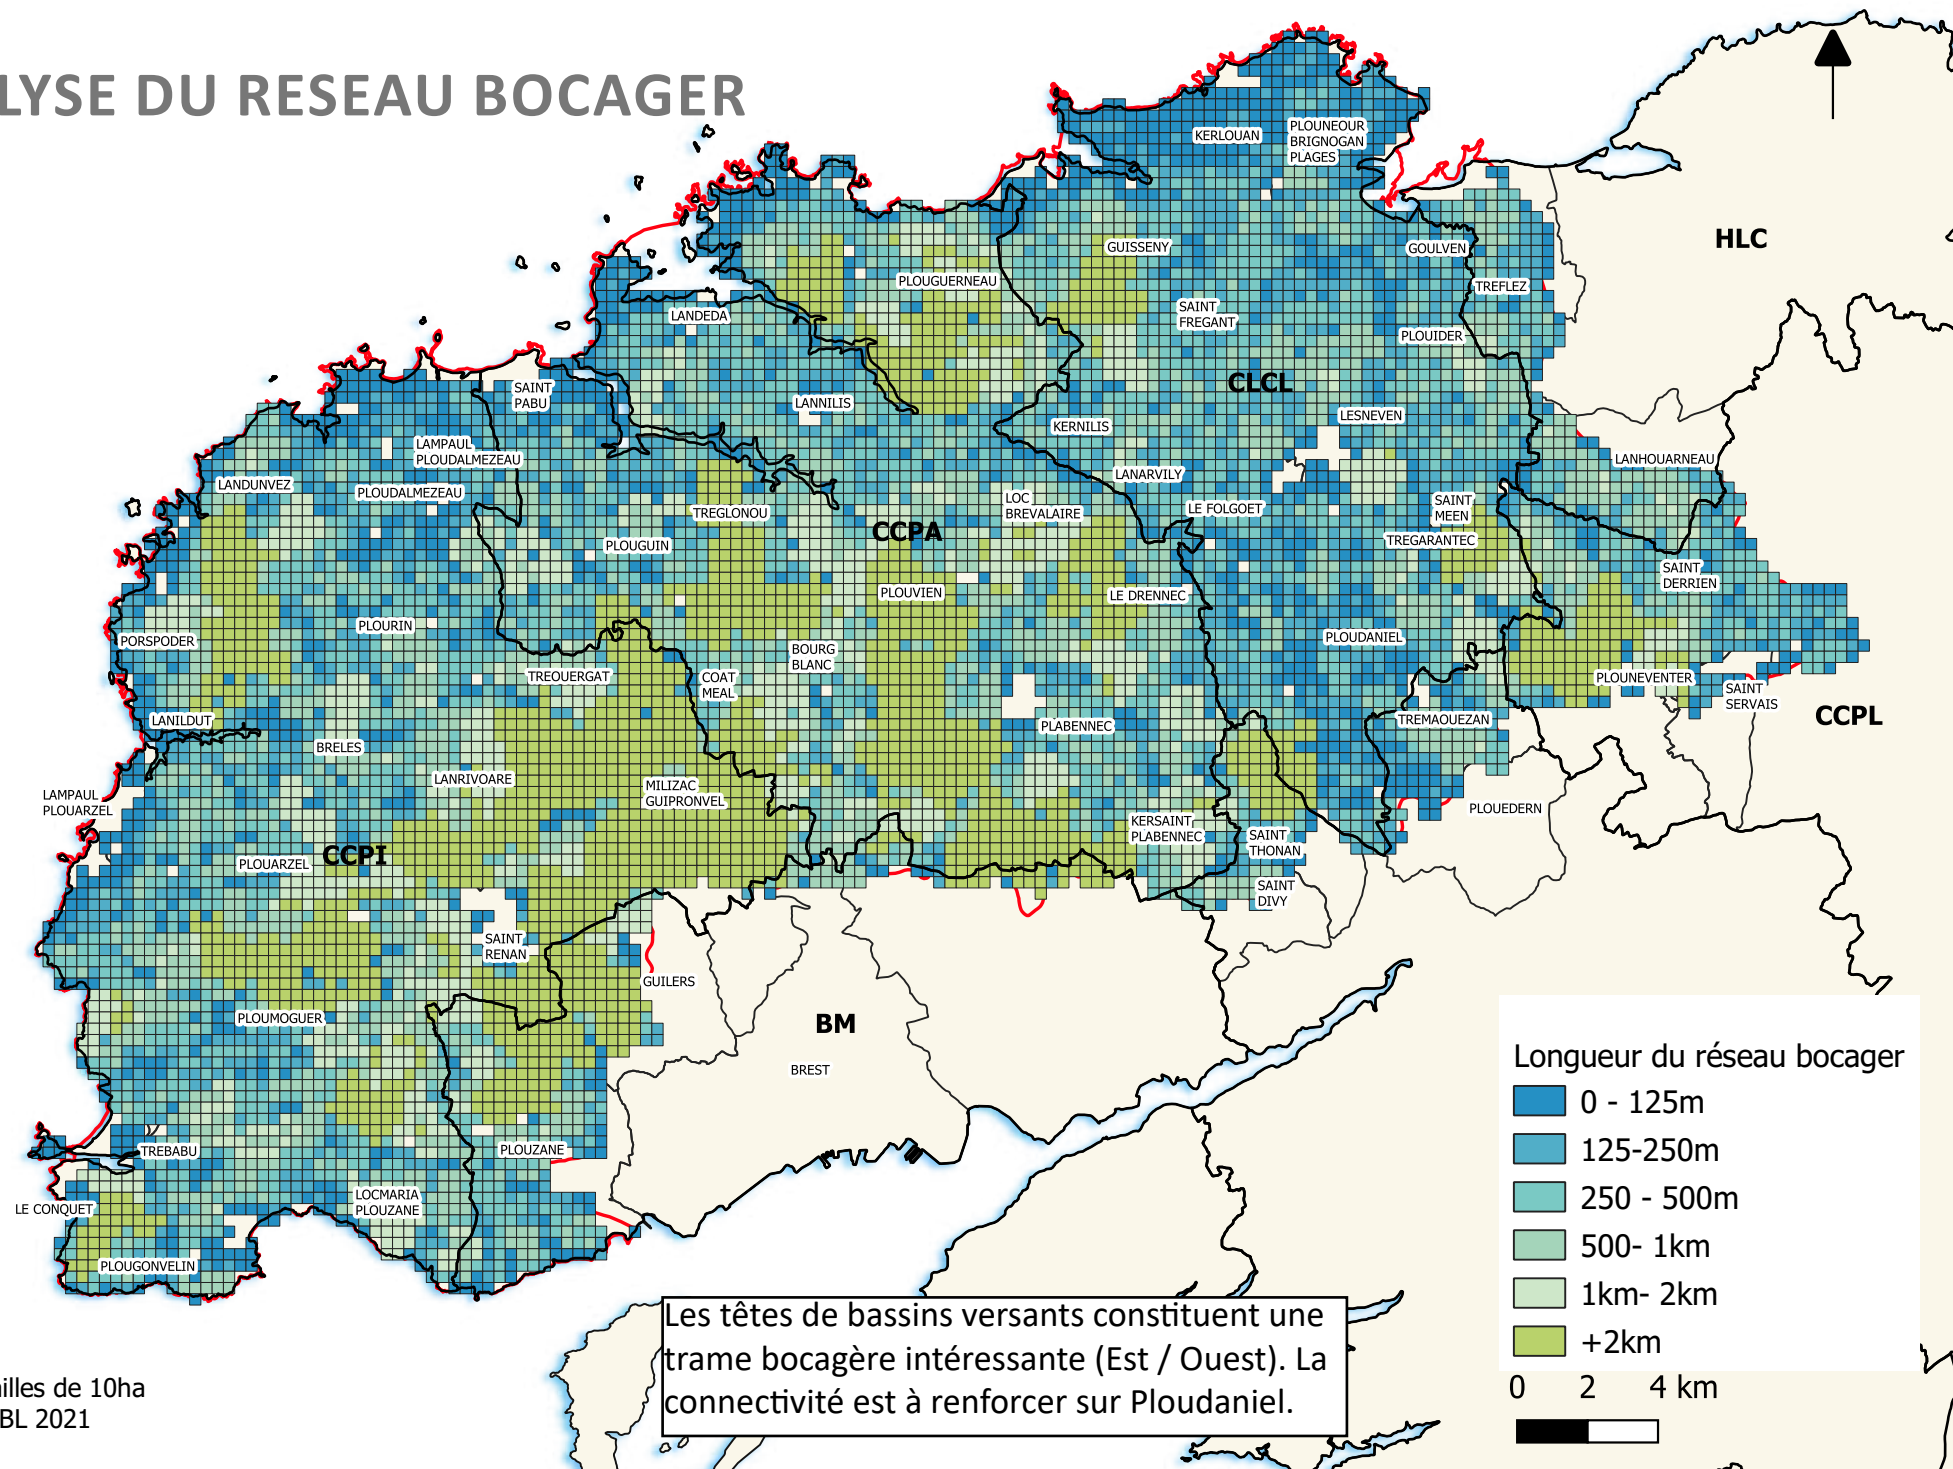 LYSE DU RESEAU BOCAGER
KERLOUAN
PLOUNEOUR
BRIGNOGAN
PLAGES
HLC
GUISSENY
GOULVEN
PLOUGUERNEAU
TREFLEZ
LANDEDA
SAINT
FREGANT
PLOUIDER
CLCL
SAINT
PABU
LANNILIS
LESNEVEN
KERNILIS
LAMPAUL
PLOUDALMEZEAU
LANHOUARNEAU
LANARVILY
LANDUNVEZ
PLOUDALMEZEAU
LOC
BREVALAIRE
SAINT
MEEN
TREGLONOU
LE FOLGOET
CCPA
TREGARANTEC
PLOUGUIN
SAINT
DERRIEN
PLOUVIEN
LE DRENNEC
PLOURIN
PORSPODER
PLOUDANIEL
BOURG
BLANC
TREOUERGAT
COAT
MEAL
PLOUNEVENTER
SAINT
SERVAIS
LANILDUT
PLABENNEC
TREMAOUEZAN
CCPL
BRELES
LANRIVOARE
MILIZAC
GUIPRONVEL
LAMPAUL
PLOUARZEL
PLOUEDERN
KERSAINT
PLABENNEC
SAINT
THONAN
PLOUARZEL
CCPI
SAINT
DIVY
SAINT
RENAN
GUILERS
PLOUMOGUER
BM
BREST
TREBABU
PLOUZANE
LOCMARIA
PLOUZANE
LE CONQUET
PLOUGONVELIN
Longueur du réseau bocager
0 - 125m
125-250m
250 - 500m
500- 1km
1km- 2km
+2km
0 2 4 km
Les têtes de bassins versants constituent une
trame bocagère intéressante (Est / Ouest). La
connectivité est à renforcer sur Ploudaniel.
illes de 10ha
BL 2021